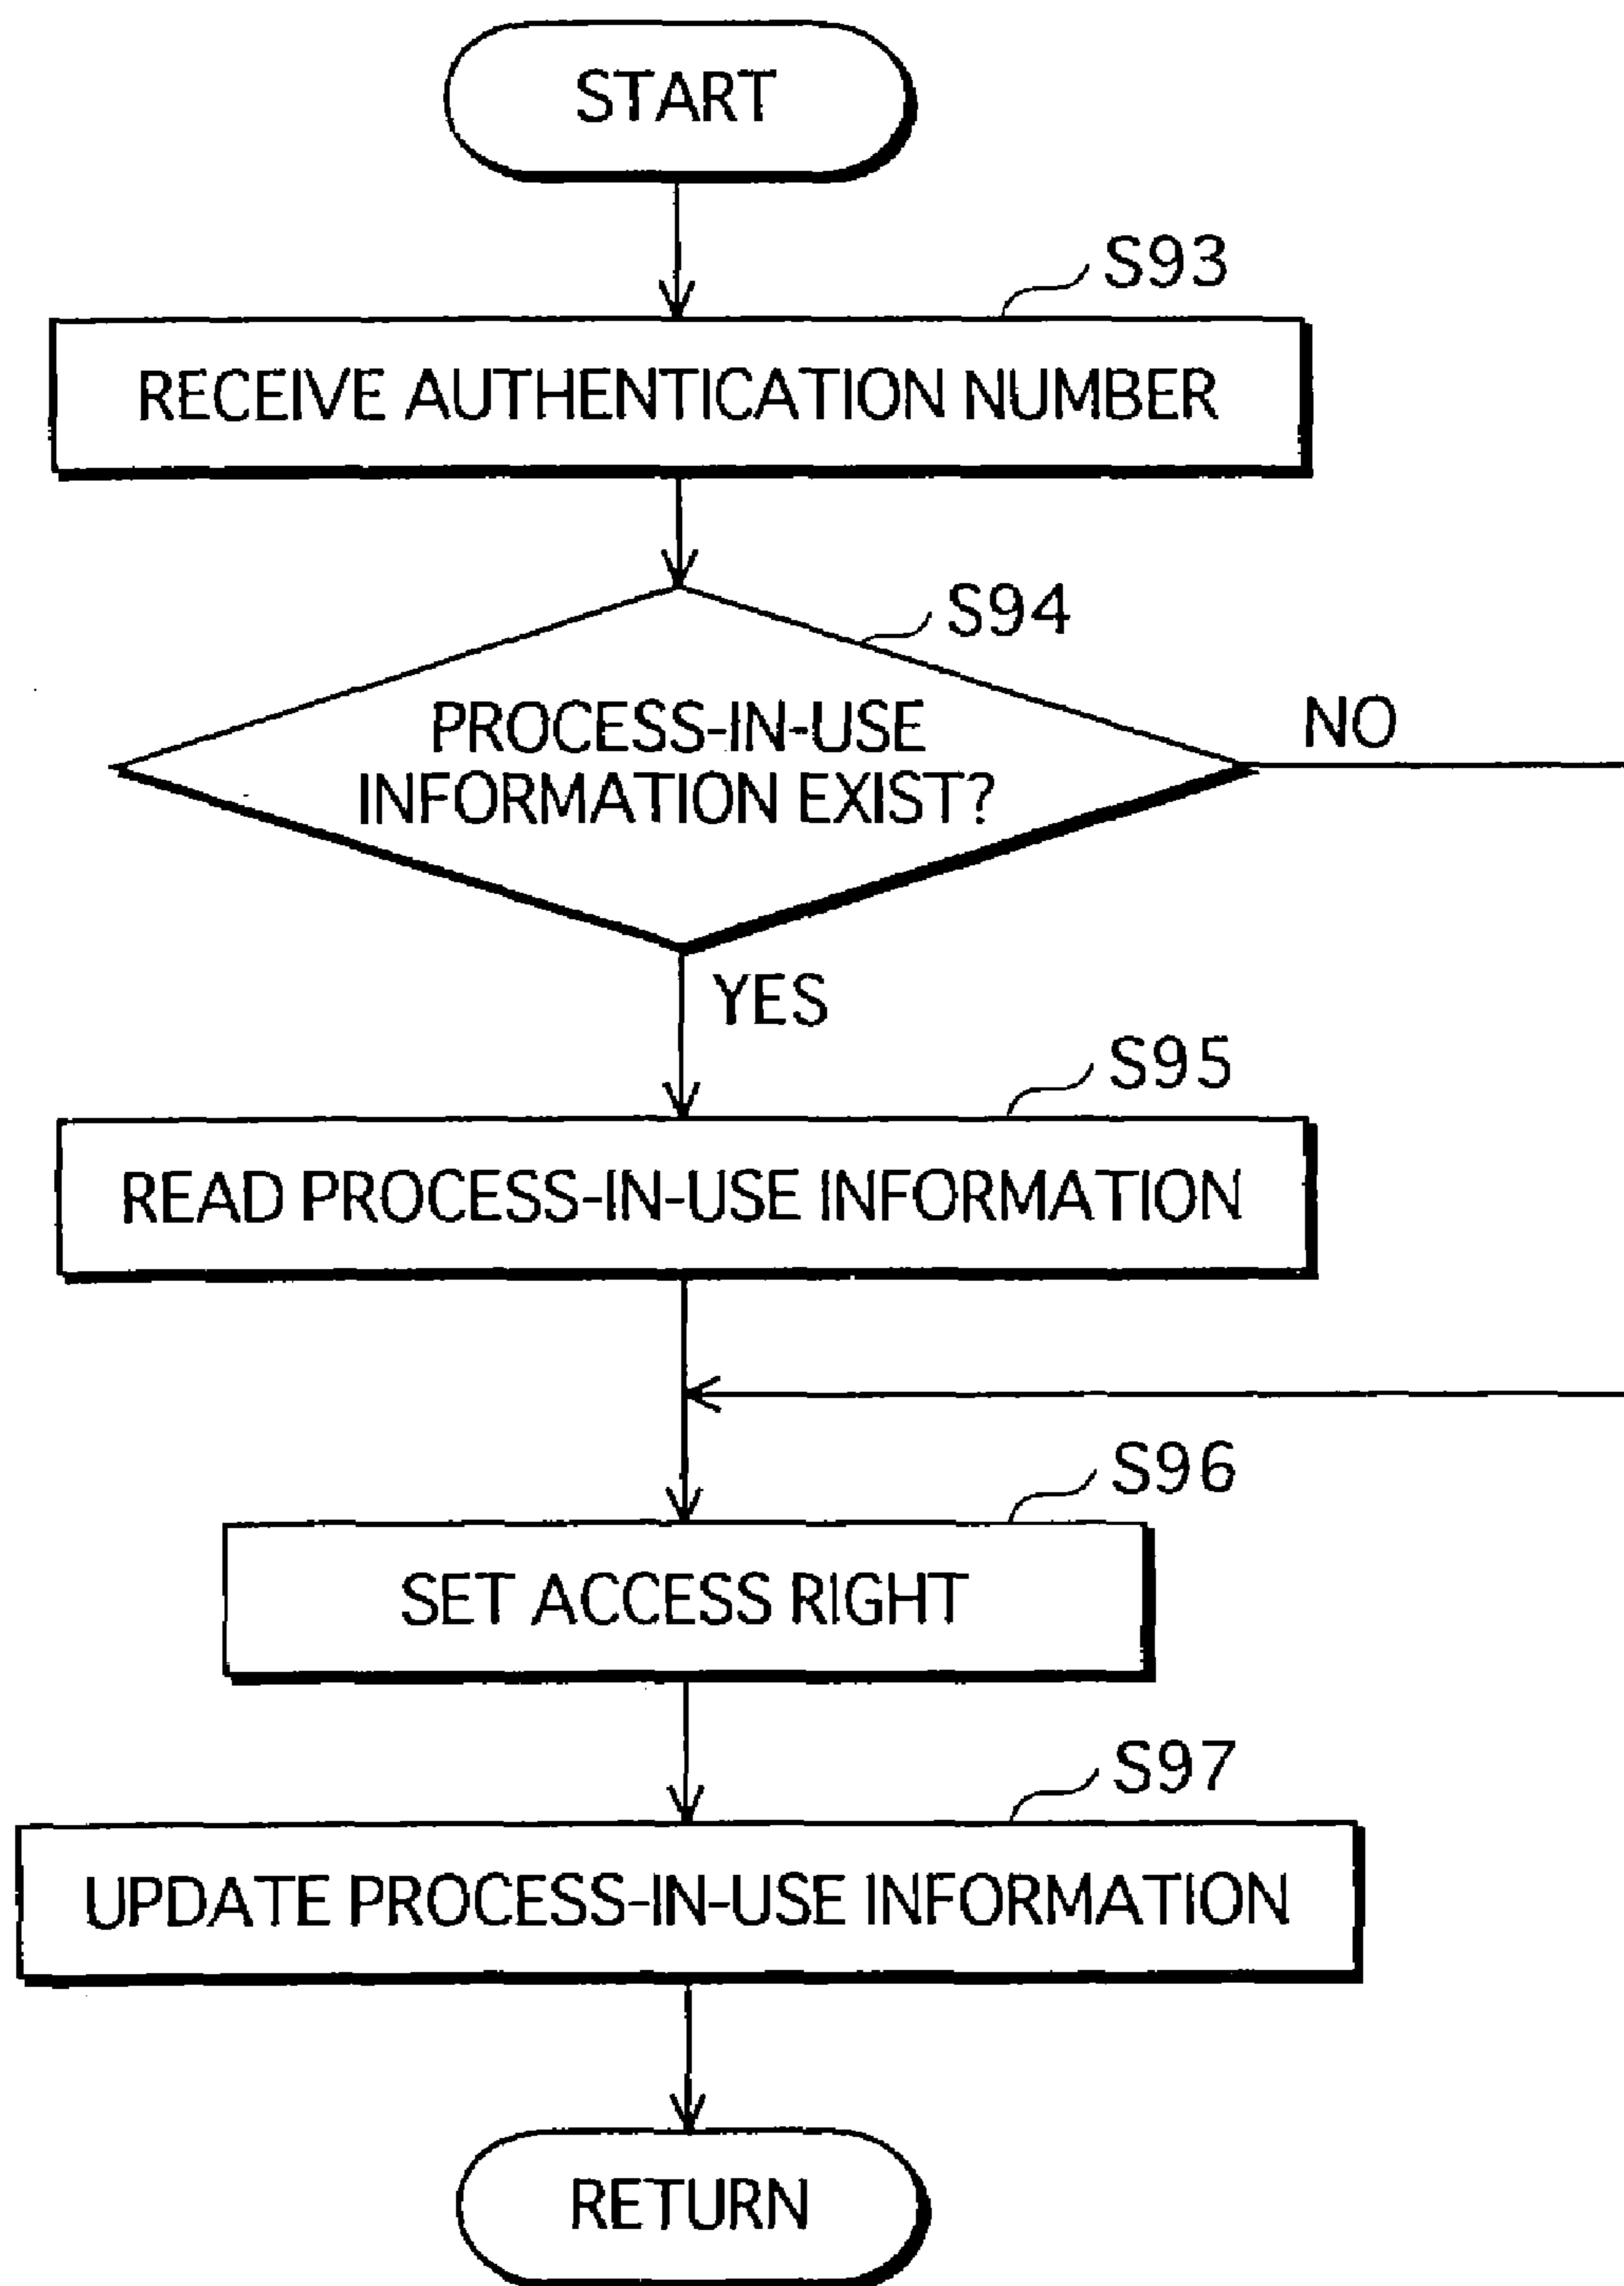 START
S93
RECEIVE AUTHENTICATION NUMBER
S94
PROCESS-IN-USE
INFORMATION EXIST?
NO
YES
S95
READ PROCESS-IN-USE INFORMATION
S96
SET ACCESS RIGHT
S97
UPDATE PROCESS-IN-USE INFORMATION
RETURN